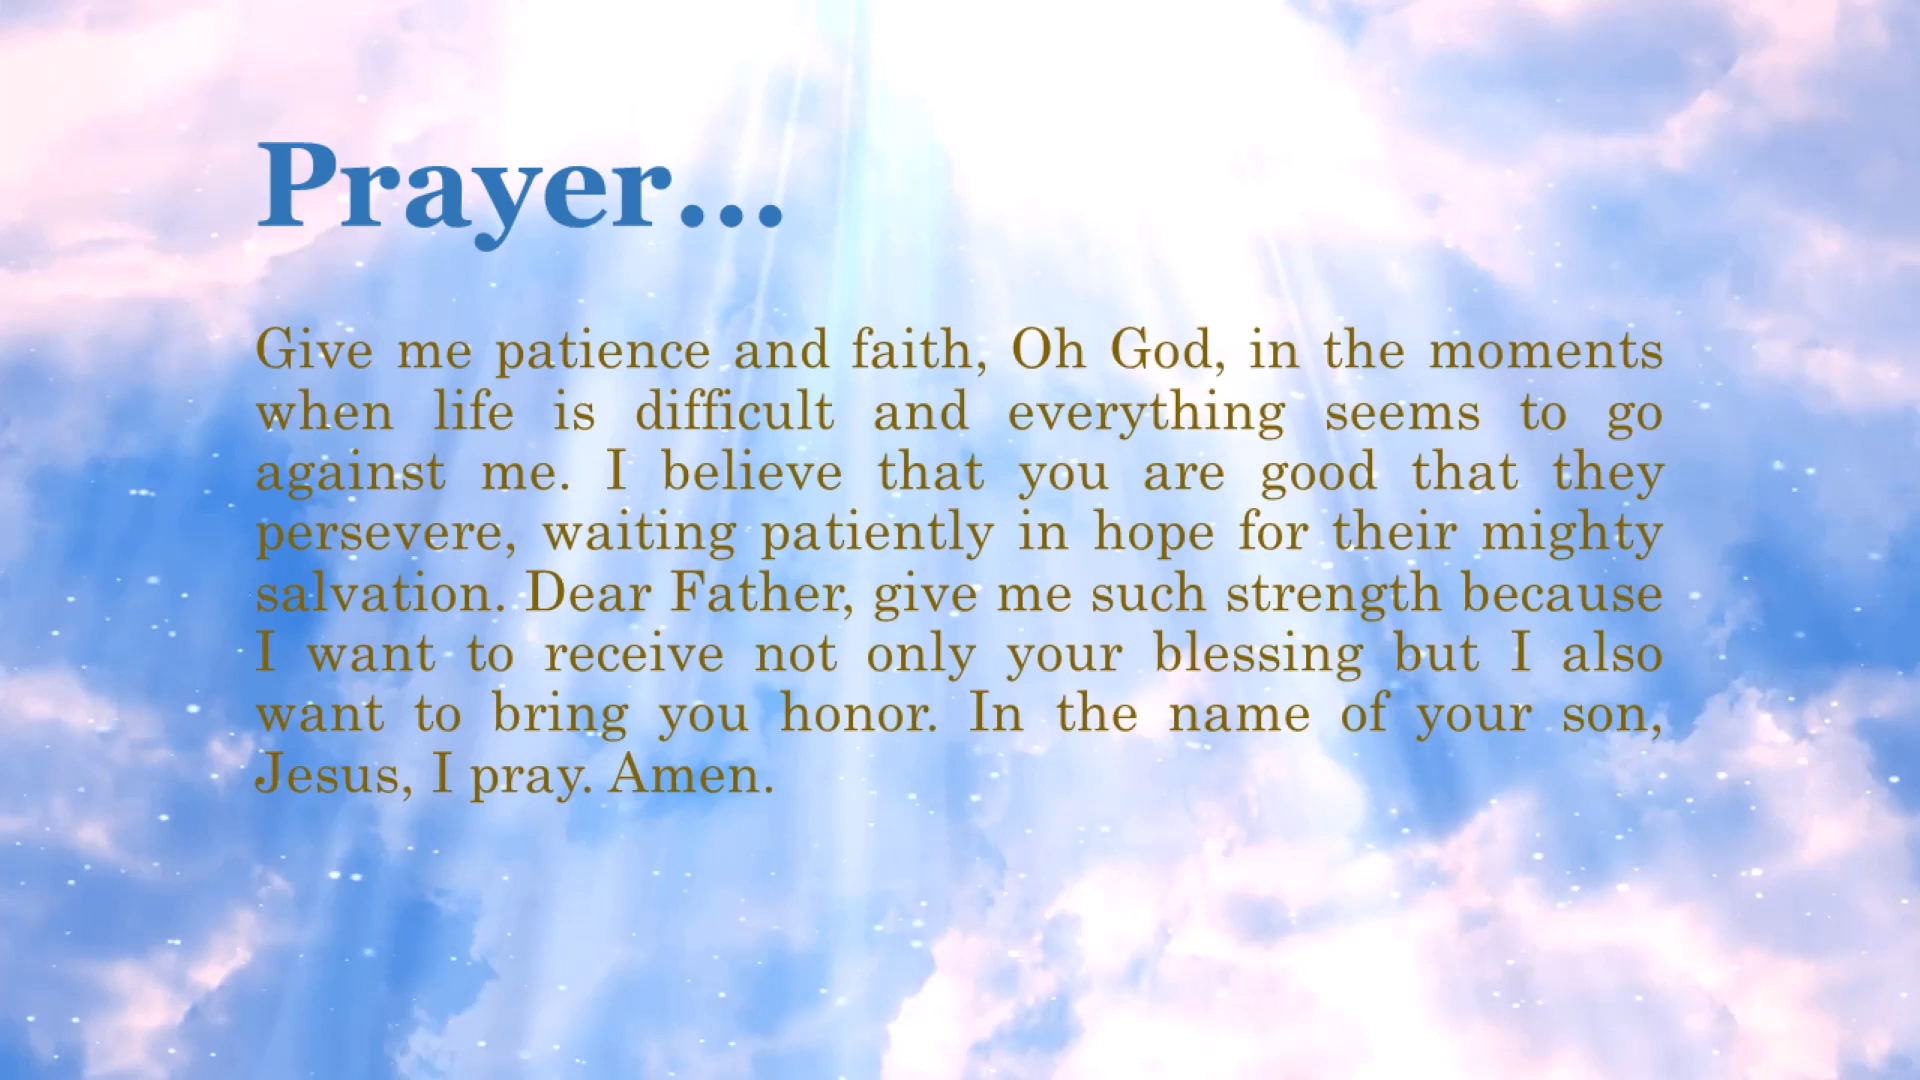 Prayer...
Give me patience and faith, Oh God, in the moments
when life is difficult and everything seems to go
against me. I believe that you are good that they
persevere, waiting patiently in hope for their mighty
salvation. Dear Father, give me such strength because
I want to receive not only your blessing but I also
want to bring you honor. In the name of your son,
Jesus, I pray. Amen.